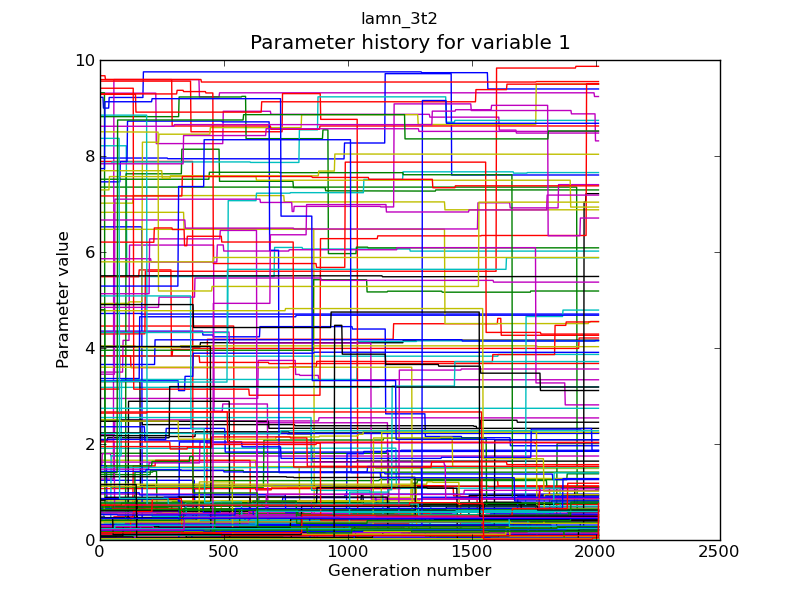 lamn_3t2
Parameter history for variable 1
10
8
6
4
2
0
Parameter value
0 500 1000 1500 2000 2500
Generation number